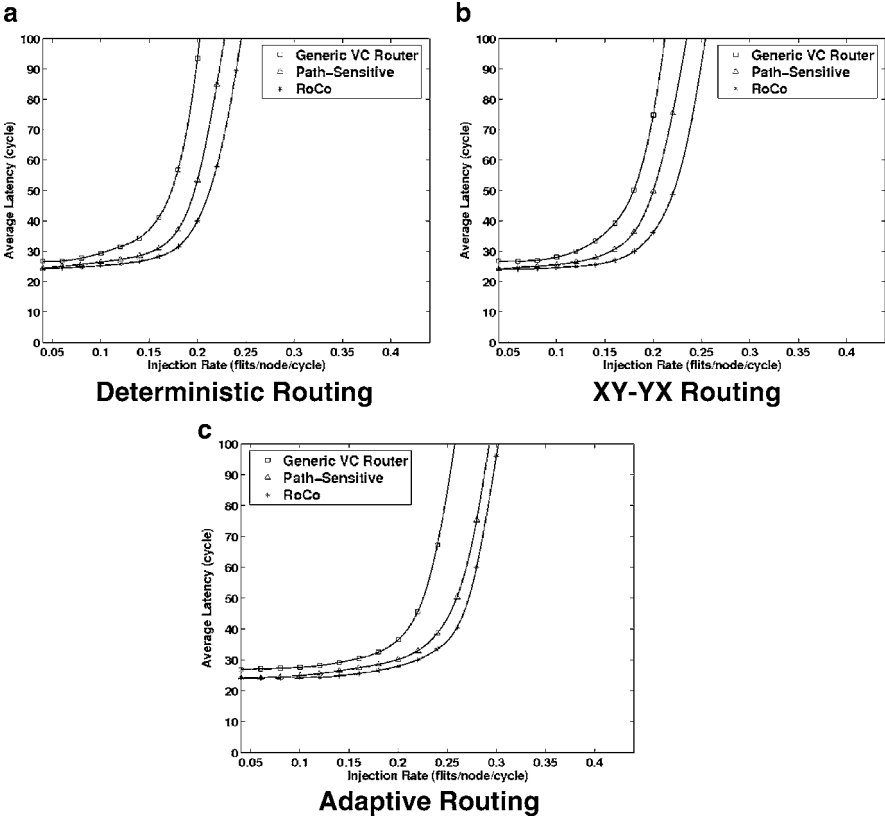 a
100
90
80
70
60
50
40
30
20
10
0
Average Latency (cycle)
Generic VC Router
Path-Sensitive
RoCo
0.05 0.1 0.15 0.2 0.25 0.3 0.35 0.4
Injection Rate (flits/node/cycle)
Deterministic Routing
b
100
90
80
70
60
50
40
30
20
10
0
Average Latency (cycle)
Generic VC Router
Path-Sensitive
RoCo
0.05 0.1 0.15 0.2 0.25 0.3 0.35 0.4
Injection Rate (flits/node/cycle)
XY-YX Routing
c
100
90
80
70
60
50
40
30
20
10
0
Average Latency (cycle)
Generic VC Router
Path-Sensitive
RoCo
0.05 0.1 0.15 0.2 0.25 0.3 0.35 0.4
Injection Rate (flits/node/cycle)
Adaptive Routing